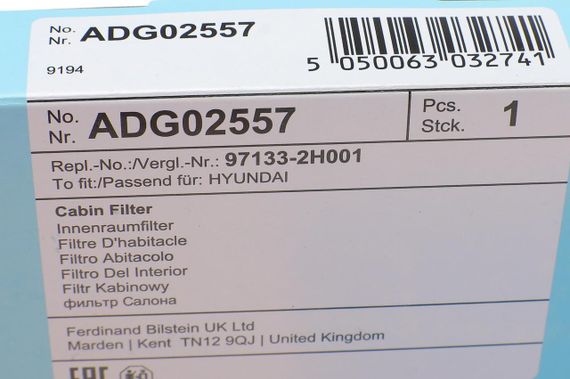 No.
Nr. ADG02557
9194
5 050063 032741
No.
Nr. ADG02557
Pcs.
Stck. 1
Repl.-No.:/Vergl.-Nr.: 97133-2H001
To fit:/Passend für: HYUNDAI
Cabin Filter
Innenraumfilter
Filtre D'habitacle
Filtro Abitacolo
Filtro Del Interior
Filtr Kabinowy
фильтр Салона
Ferdinand Bilstein UK Ltd
Marden | Kent TN12 9QJ | United Kingdom
EAC